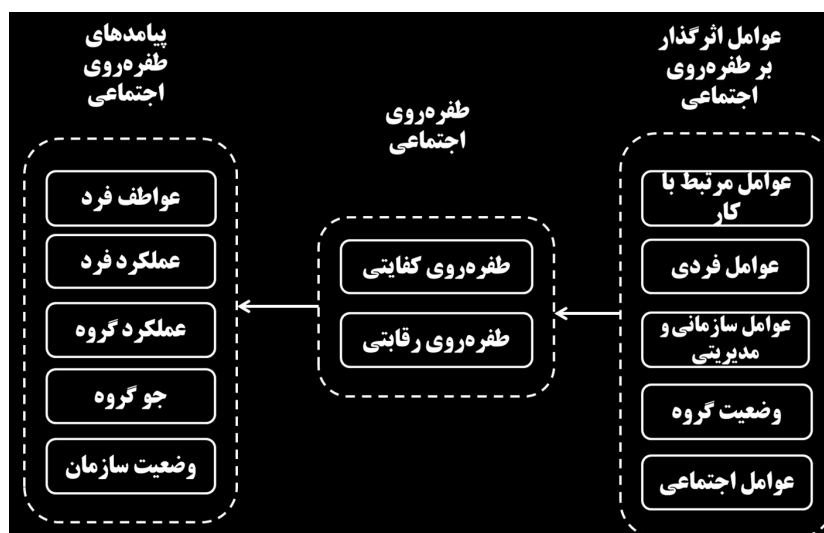 عوامل اثرگذار
بر طفره‌روی
اجتماعی
عوامل مرتبط با
کار
عوامل فردی
عوامل سازمانی و
مدیریتی
وضعیت گروه
عوامل اجتماعی
طفره‌روی
اجتماعی
طفره‌روی کفایتی
طفره‌روی رقابتی
پیامدهای
طفره‌روی
اجتماعی
عواطف فرد
عملکرد فرد
عملکرد گروه
جو گروه
وضعیت سازمان